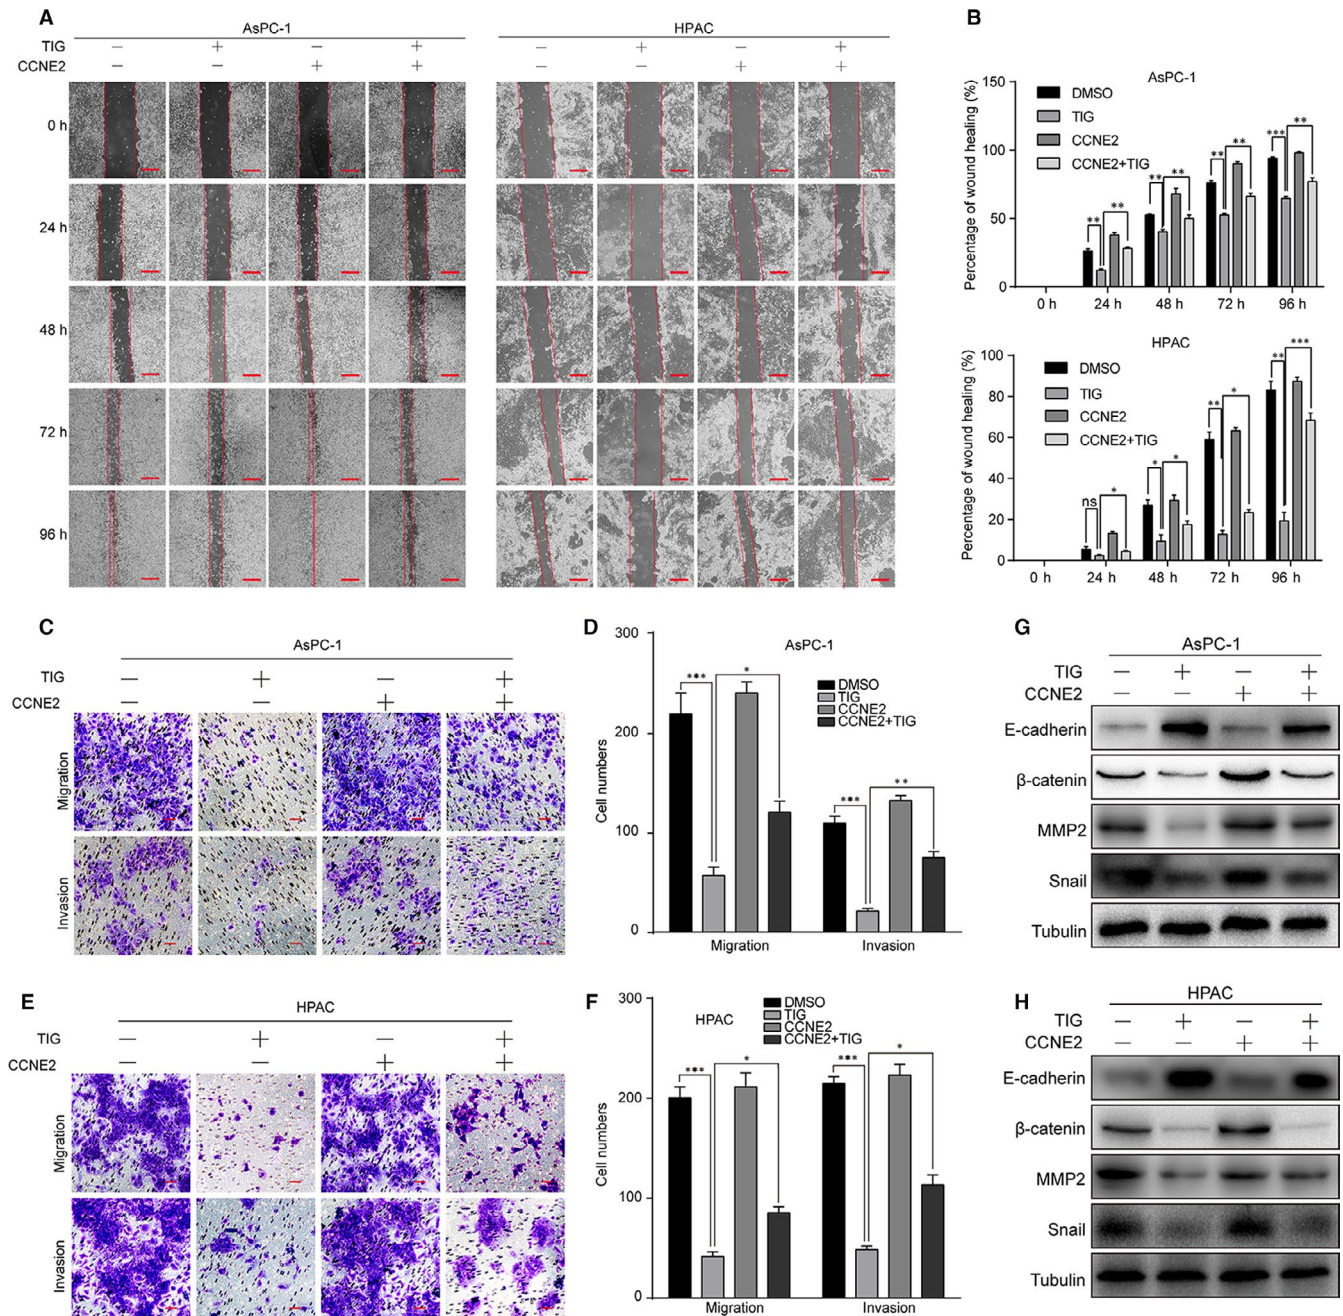 A
AsPC-1
TIG − + − +
CCNE2 − − + +
0 h
24 h
48 h
72 h
96 h
HPAC
− + − +
− − + +
B
AsPC-1
Percentage of wound healing (%)
150
100
50
0
DMSO
TIG
CCNE2
CCNE2+TIG
** ** ** ** ** ** *** **
0 h 24 h 48 h 72 h 96 h
HPAC
Percentage of wound healing (%)
100
80
60
40
20
0
DMSO
TIG
CCNE2
CCNE2+TIG
ns * * * ** * ** ***
0 h 24 h 48 h 72 h 96 h
C
AsPC-1
TIG − + − +
CCNE2 − − + +
Migration
Invasion
D
AsPC-1
Cell numbers
300
200
100
0
DMSO
TIG
CCNE2
CCNE2+TIG
*** * *** **
Migration Invasion
G
AsPC-1
TIG − + − +
CCNE2 − − + +
E-cadherin
β-catenin
MMP2
Snail
Tubulin
E
HPAC
TIG − + − +
CCNE2 − − + +
Migration
Invasion
F
HPAC
Cell numbers
300
200
100
0
DMSO
TIG
CCNE2
CCNE2+TIG
*** * *** *
Migration Invasion
H
HPAC
TIG − + − +
CCNE2 − − + +
E-cadherin
β-catenin
MMP2
Snail
Tubulin